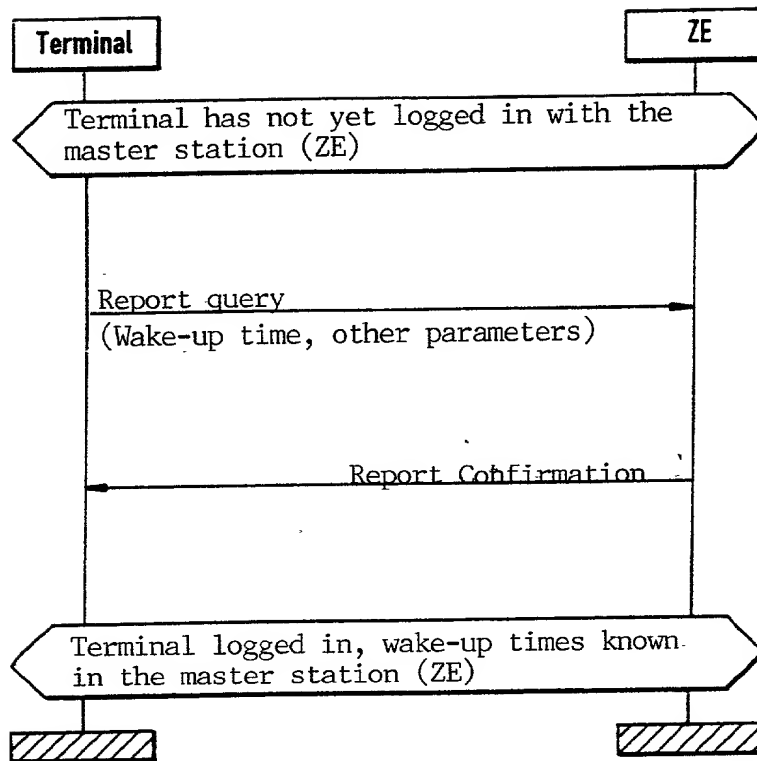 Terminal
ZE
Terminal has not yet logged in with the
master station (ZE)
Report query
(Wake-up time, other parameters)
Report Confirmation
Terminal logged in, wake-up times known
in the master station (ZE)